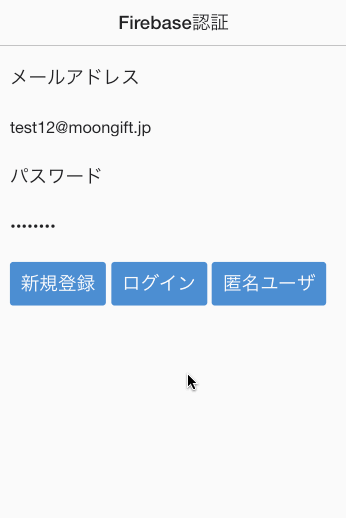 Firebase認証
メールアドレス
test12@moongift.jp
パスワード
••••••••
新規登録 ログイン 匿名ユーザ